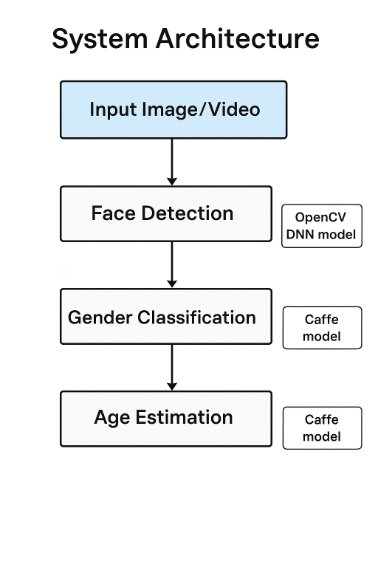 System Architecture
Input Image/Video
Face Detection
OpenCV
DNN model
Gender Classification
Caffe
model
Age Estimation
Caffe
model